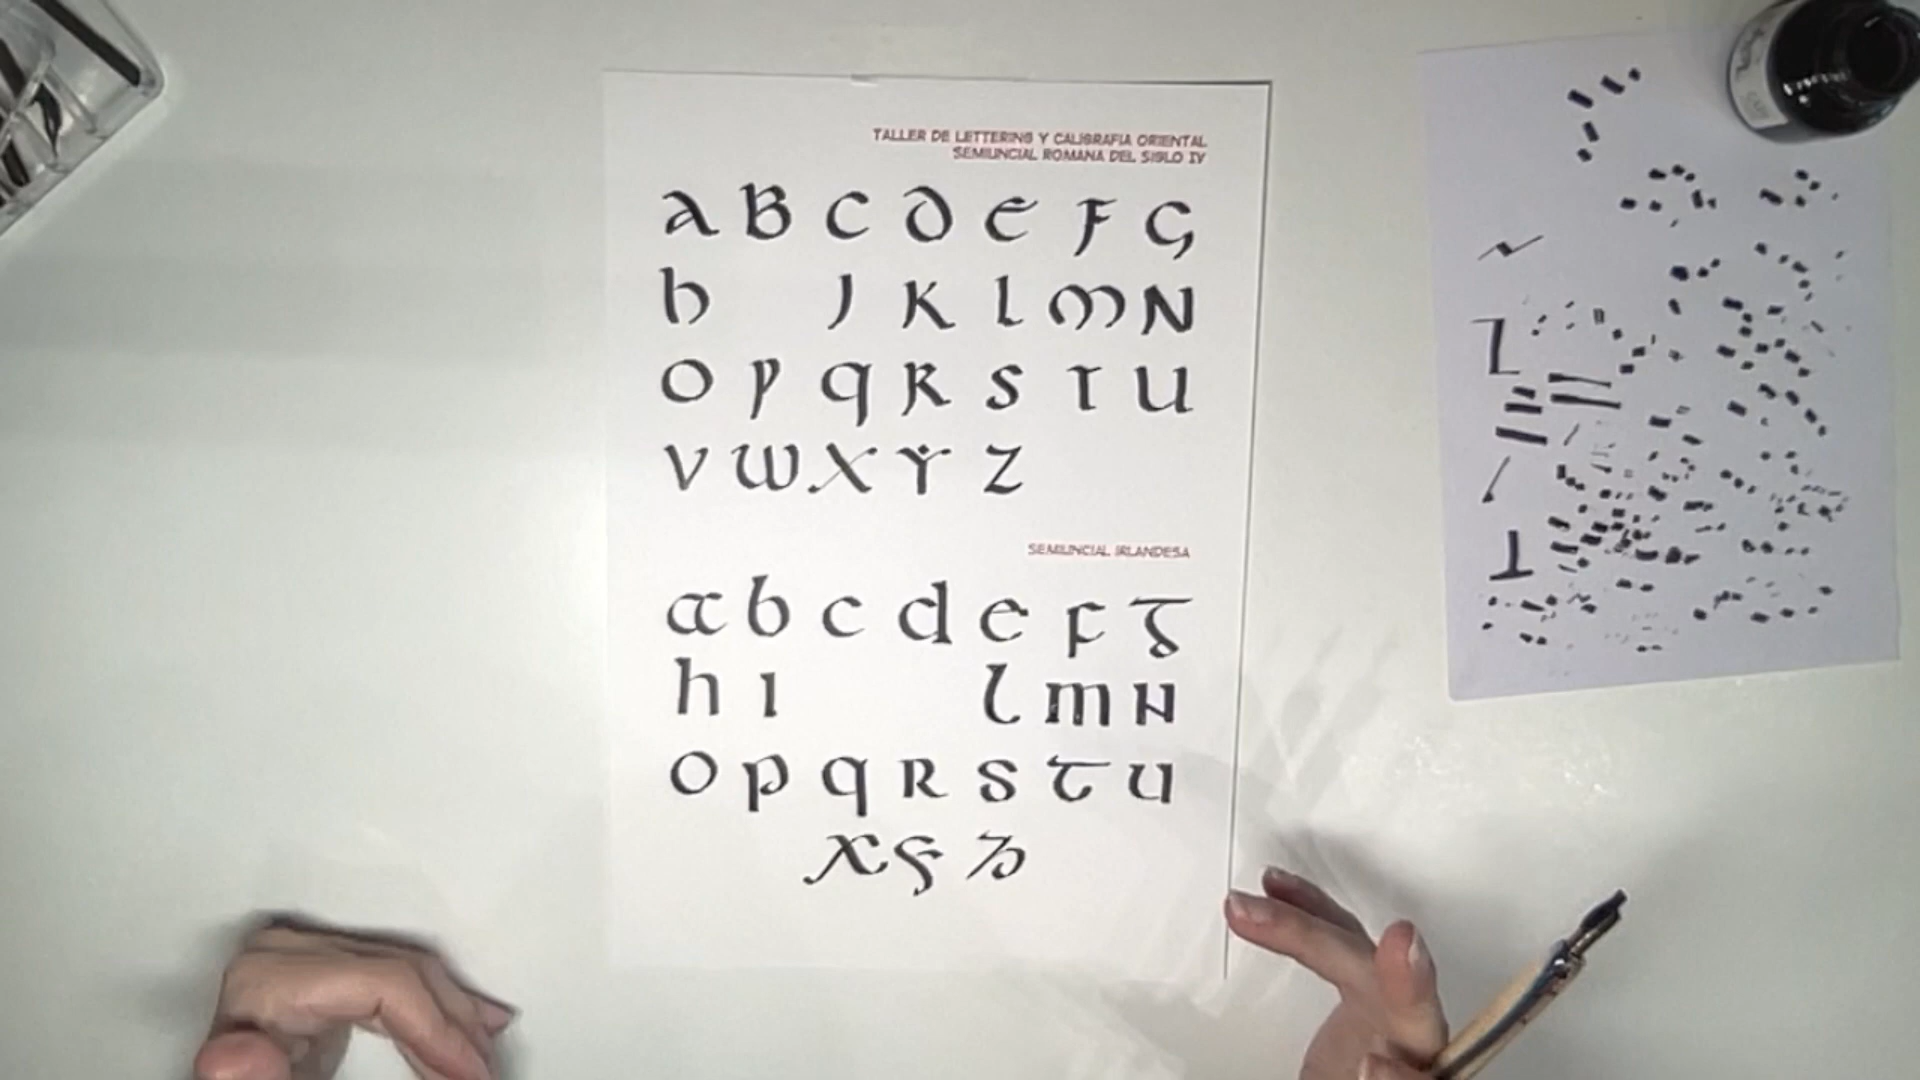 TALLER DE LETTERING Y CALIGRAFIA ORIENTAL
SEMIUNCIAL ROMANA DEL SIGLO IV
a B C D E F G
h J K L M N
O P q R S T U
V W X Y Z
SEMIUNCIAL IRLANDESA
a b c d e F G
h I L m N
O p q R S T U
X Y Z